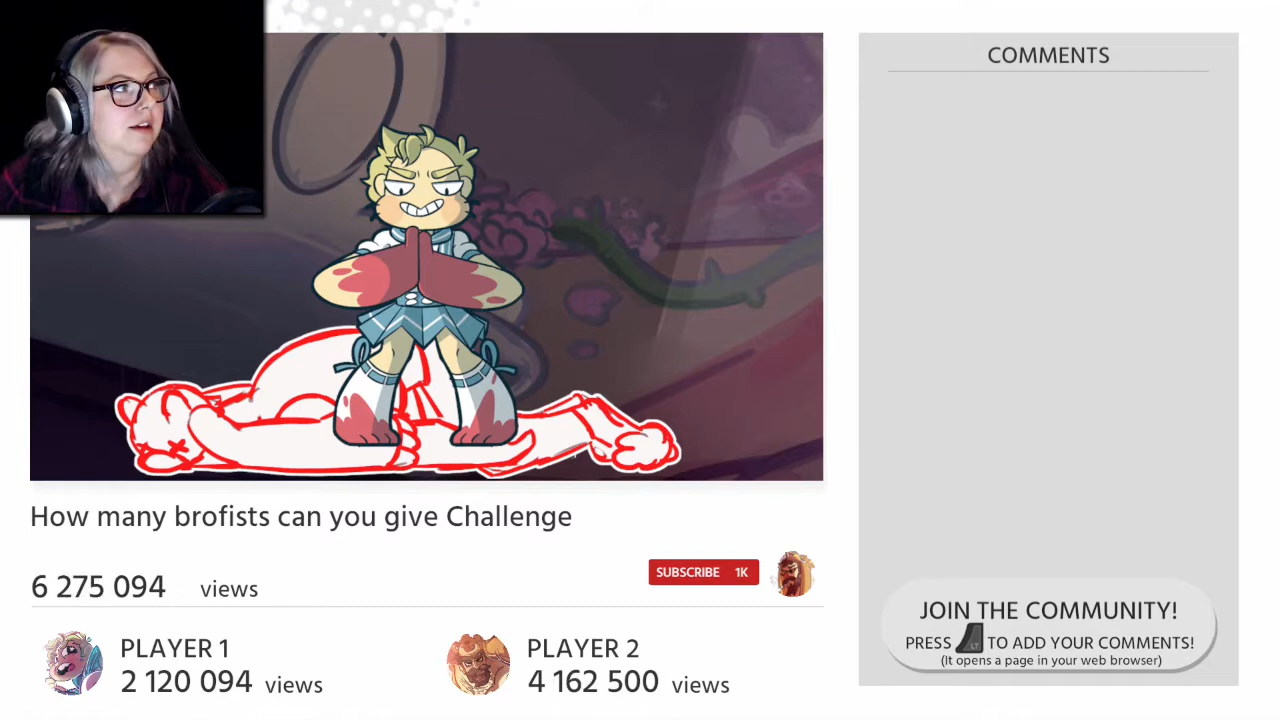 COMMENTS
How many brofists can you give Challenge
SUBSCRIBE 1K
6 275 094 views
JOIN THE COMMUNITY!
PRESS LT TO ADD YOUR COMMENTS!
(It opens a page in your web browser)
PLAYER 1
2 120 094 views
PLAYER 2
4 162 500 views